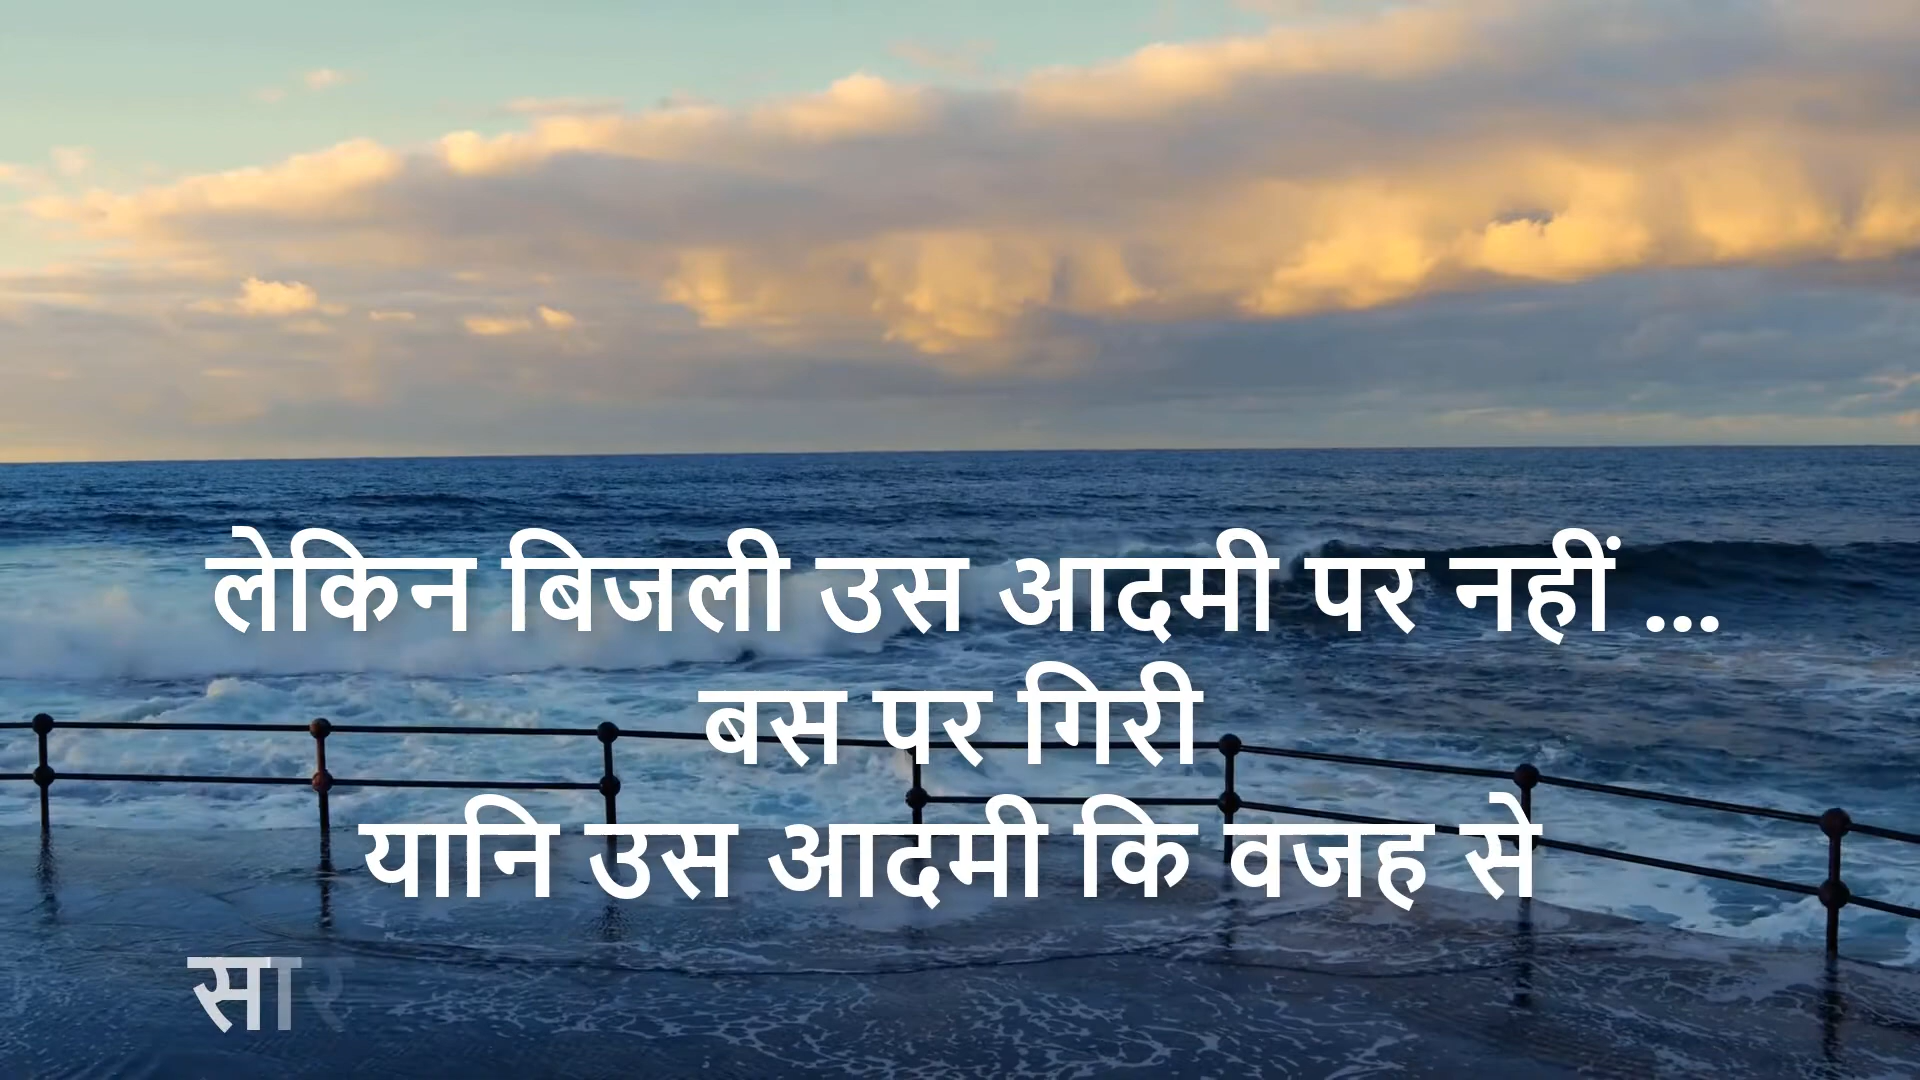 लेकिन बिजली उस आदमी पर नहीं ...
बस पर गिरी
यानि उस आदमी कि वजह से